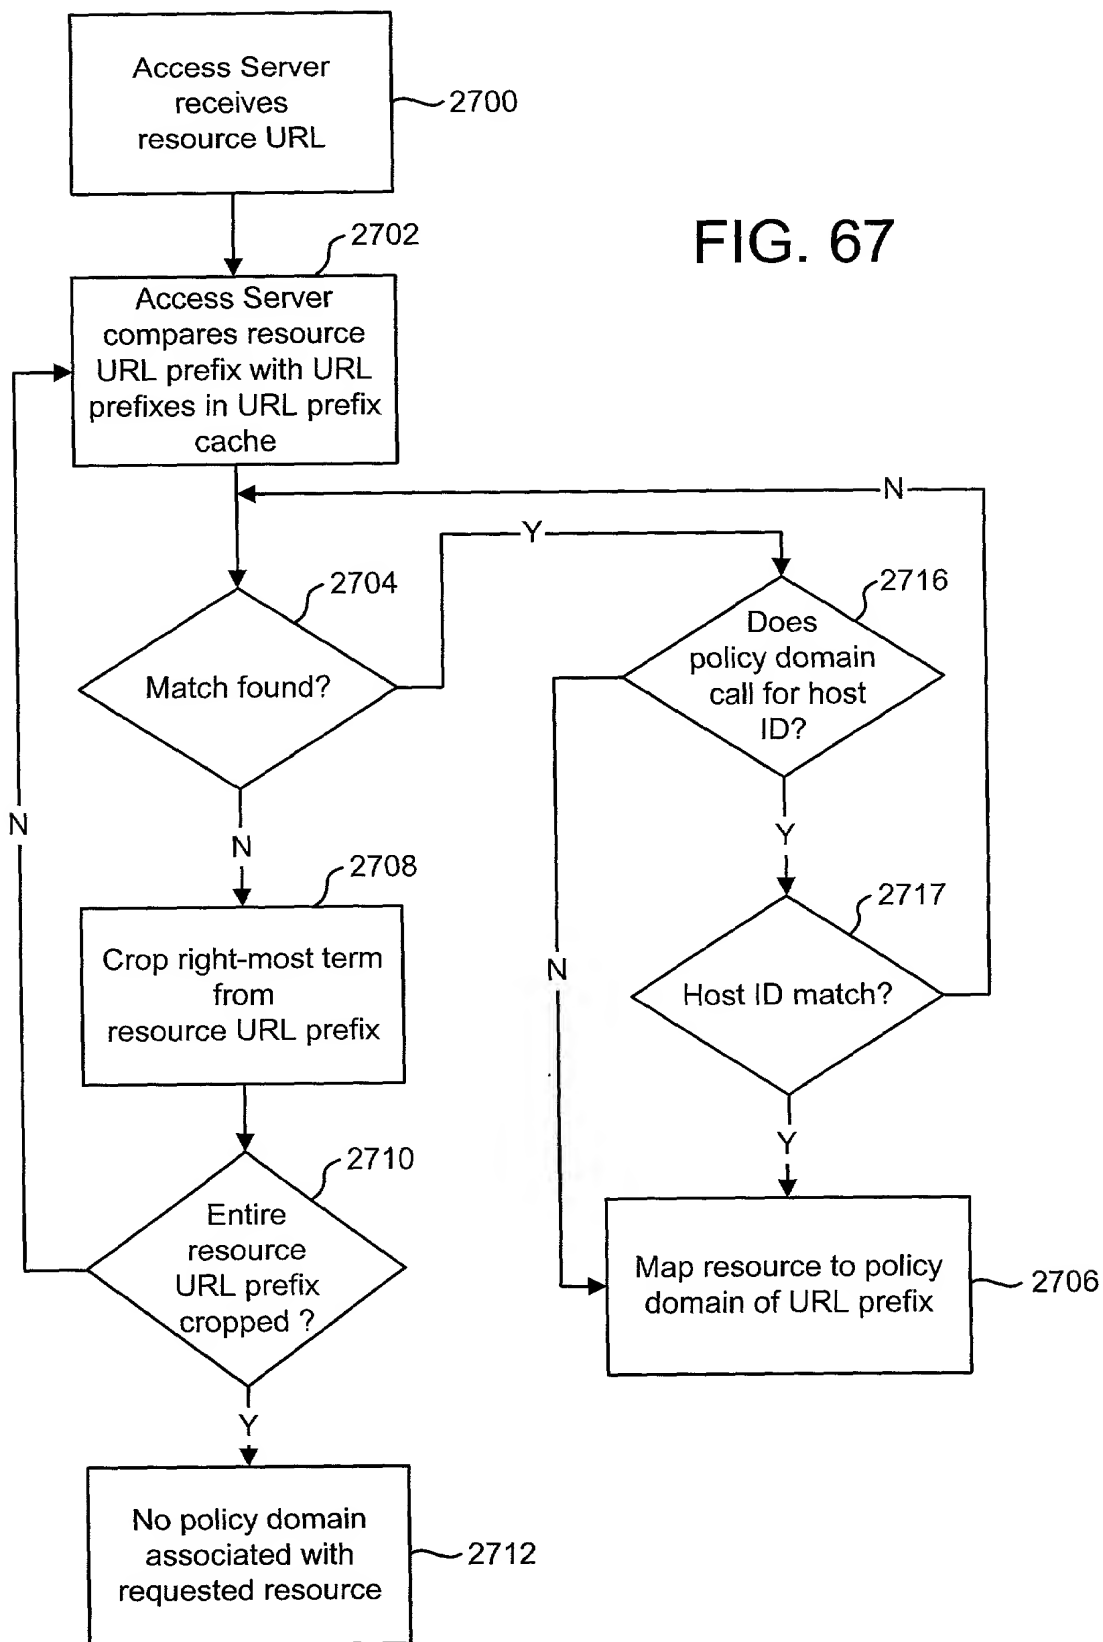 Access Server
receives
resource URL
2700
FIG. 67
2702
Access Server
compares resource
URL prefix with URL
prefixes in URL prefix
cache
N
Y
2704
Match found?
2716
Does
policy domain
call for host
ID?
N
N
Y
2708
Crop right-most term
from
resource URL prefix
2717
Host ID match?
N
2710
Entire
resource
URL prefix
cropped ?
Y
2706
Map resource to policy
domain of URL prefix
Y
2712
No policy domain
associated with
requested resource